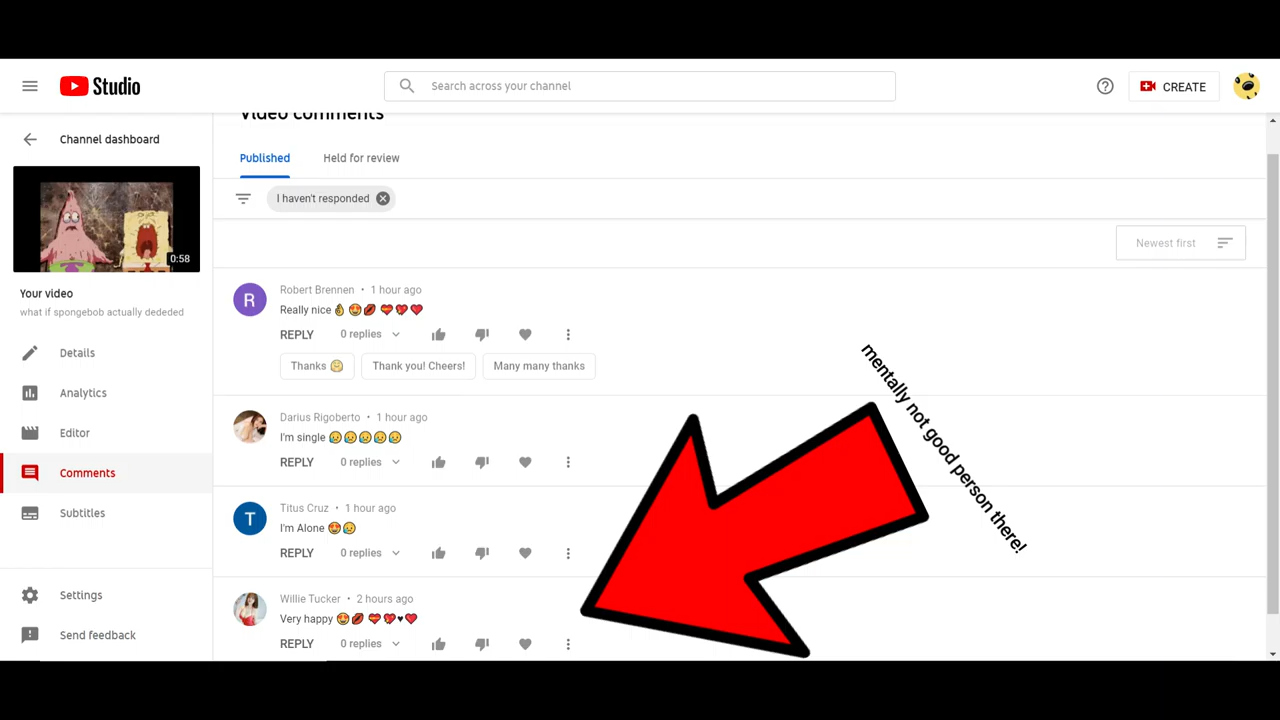 Studio
Search across your channel
CREATE
Channel dashboard
Video comments
Published
Held for review
I haven't responded
Newest first
0:58
Your video
what if spongebob actually dededed
Details
Analytics
Editor
Comments
Subtitles
Settings
Send feedback
R
Robert Brennen • 1 hour ago
Really nice 👌😍💋💝💖❤
REPLY 0 replies
Thanks 😊
Thank you! Cheers!
Many many thanks
Darius Rigoberto • 1 hour ago
I'm single 😥😥😥😥😥
REPLY 0 replies
T
Titus Cruz • 1 hour ago
I'm Alone 😍😥
REPLY 0 replies
Willie Tucker • 2 hours ago
Very happy 😍💋💝💖♥❤
REPLY 0 replies
mentally not good person there!